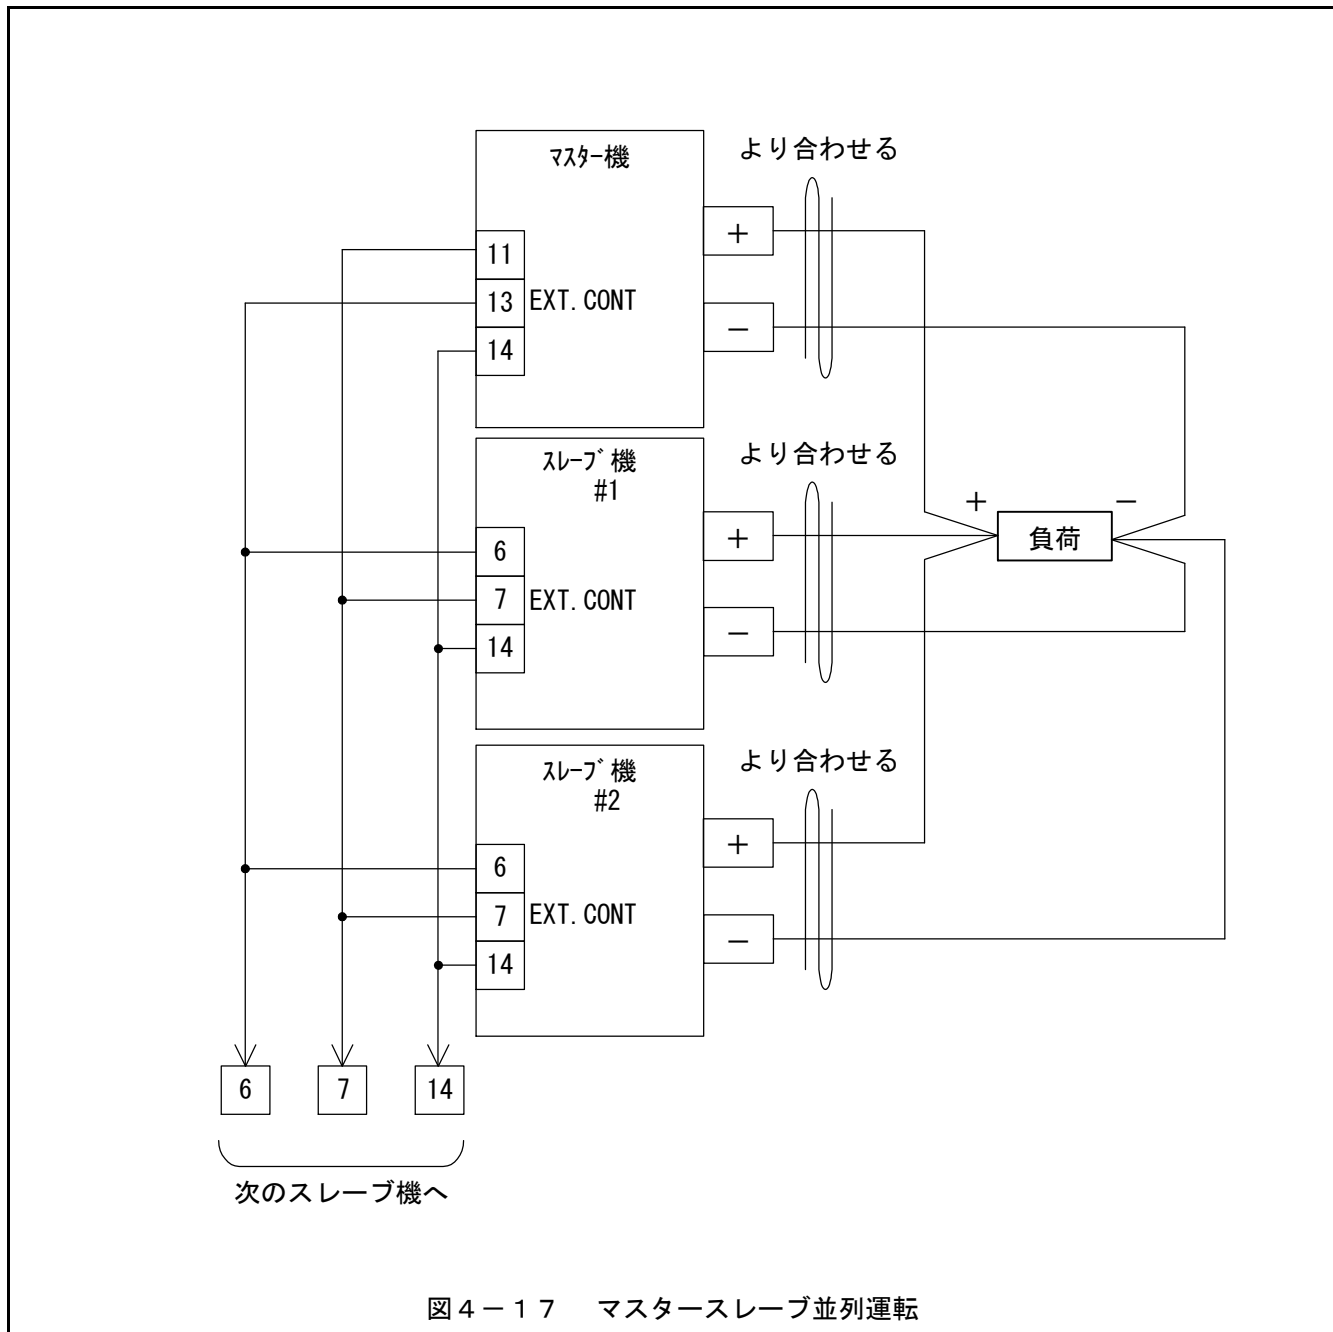 マスター機
より合わせる
+
11
13 EXT.CONT
14
−
スレーブ機
#1
より合わせる
+
6
7 EXT.CONT
14
−
+
負荷
−
スレーブ機
#2
より合わせる
+
6
7 EXT.CONT
14
−
6 7 14
次のスレーブ機へ
図4−17 マスタースレーブ並列運転